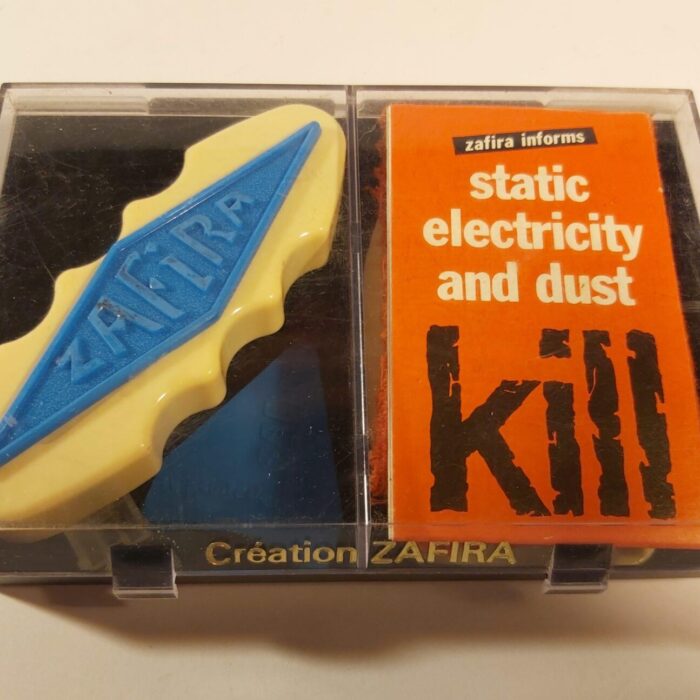 ZAFiRA
zafira informs
static
electricity
and dust
kill
Création ZAFIRA